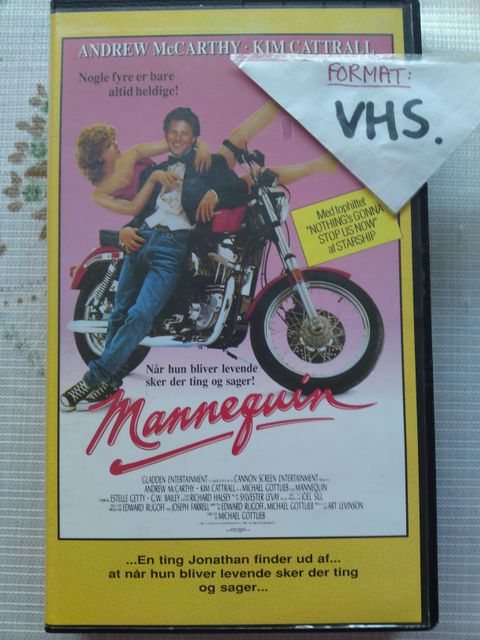 ANDREW McCARTHY · KIM CATTRALL
FORMAT:
VHS.
Nogle fyre er bare
altid heldige!
Med tophittet
"NOTHING'S GONNA
STOP US NOW"
af STARSHIP
Når hun bliver levende
sker der ting og sager!
Mannequin
GLADDEN ENTERTAINMENT CANNON SCREEN ENTERTAINMENT
ANDREW McCARTHY · KIM CATTRALL MICHAEL GOTTLIEB MANNEQUIN
ESTELLE GETTY · G.W. BAILEY RICHARD HALSEY SYLVESTER LEVAY JOEL SILL
EDWARD RUGOFF JOSEPH FARRELL EDWARD RUGOFF MICHAEL GOTTLIEB ART LEVINSON
MICHAEL GOTTLIEB
...En ting Jonathan finder ud af...
at når hun bliver levende sker der ting
og sager...